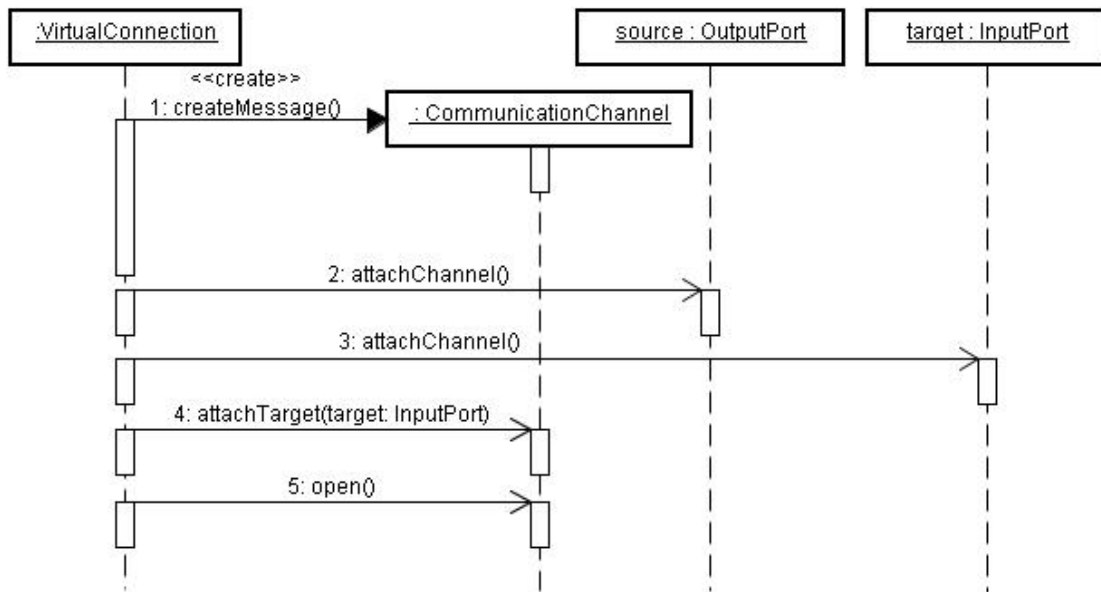 :VirtualConnection
source : OutputPort
target : InputPort
<<create>>
1: createMessage()
: CommunicationChannel
2: attachChannel()
3: attachChannel()
4: attachTarget(target: InputPort)
5: open()